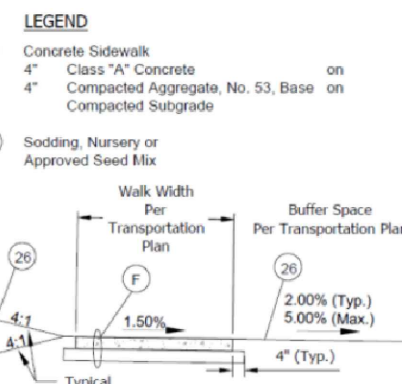 LEGEND
Concrete Sidewalk
4" Class "A" Concrete on
4" Compacted Aggregate, No. 53, Base on
Compacted Subgrade
Sodding, Nursery or
Approved Seed Mix
Walk Width
Per
Transportation
Plan
Buffer Space
Per Transportation Plan
26
F
26
2.00% (Typ.)
5.00% (Max.)
4:1
1.50%
4:1
4" (Typ.)
Typical